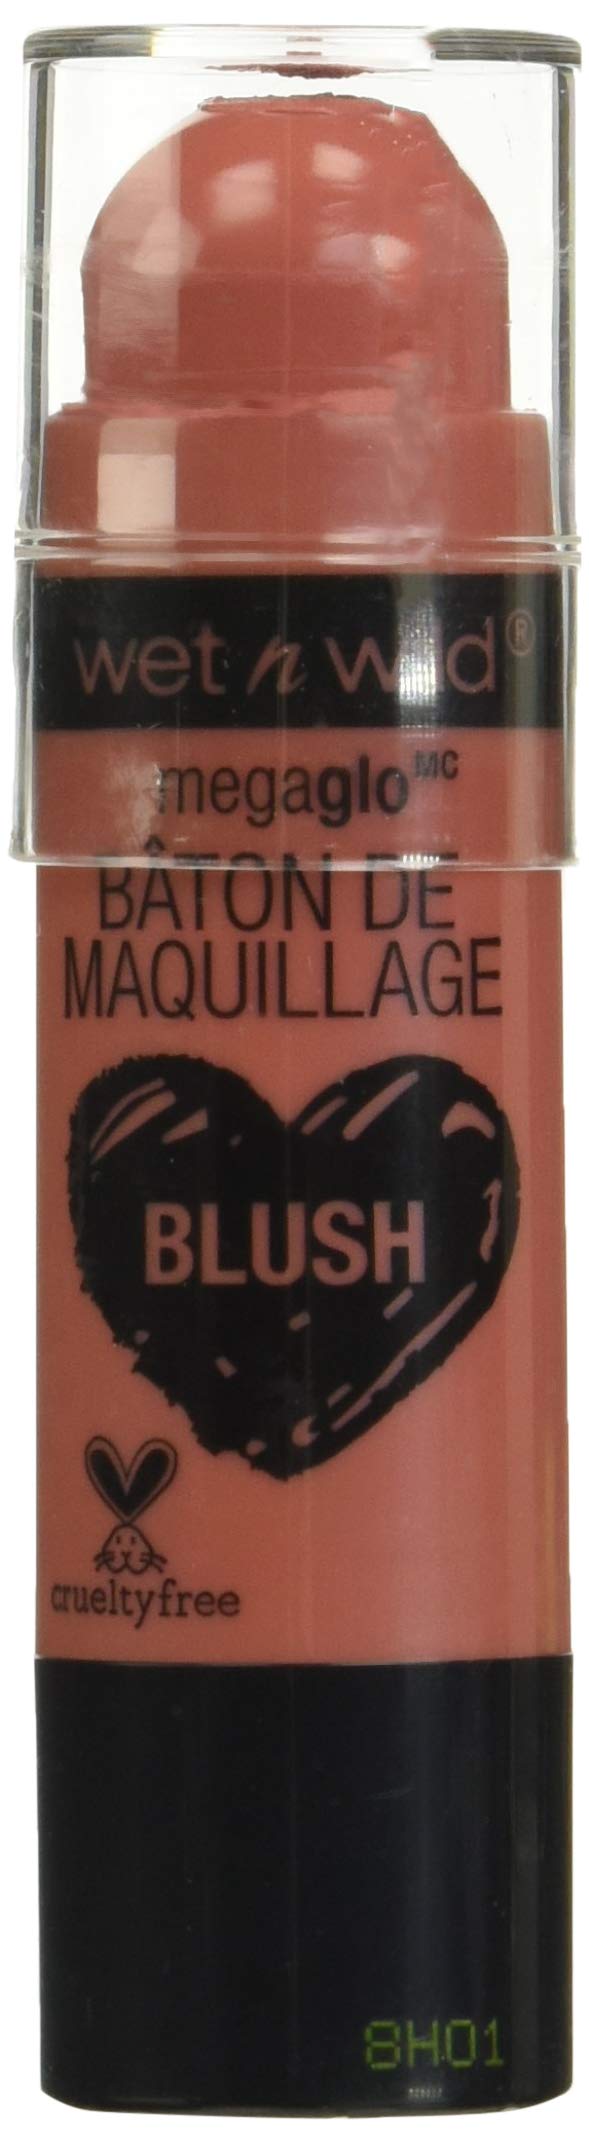 wet n wild®
megaglo MC
BÂTON DE
MAQUILLAGE
BLUSH
crueltyfree
8H01